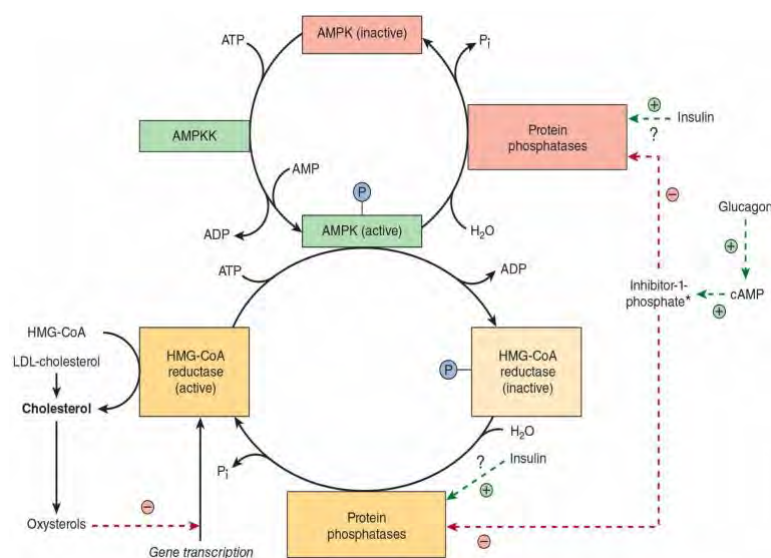 AMPK (inactive)
ATP
Pi
AMPKK
Protein
phosphatases
+
Insulin
?
AMP
P
−
ADP
AMPK (active)
H2O
Glucagon
+
ATP
ADP
Inhibitor-1-
phosphate*
cAMP
+
HMG-CoA
LDL-cholesterol
Cholesterol
HMG-CoA
reductase
(active)
P
HMG-CoA
reductase
(inactive)
H2O
Pi
?
Insulin
+
Oxysterols
−
Protein
phosphatases
−
Gene transcription